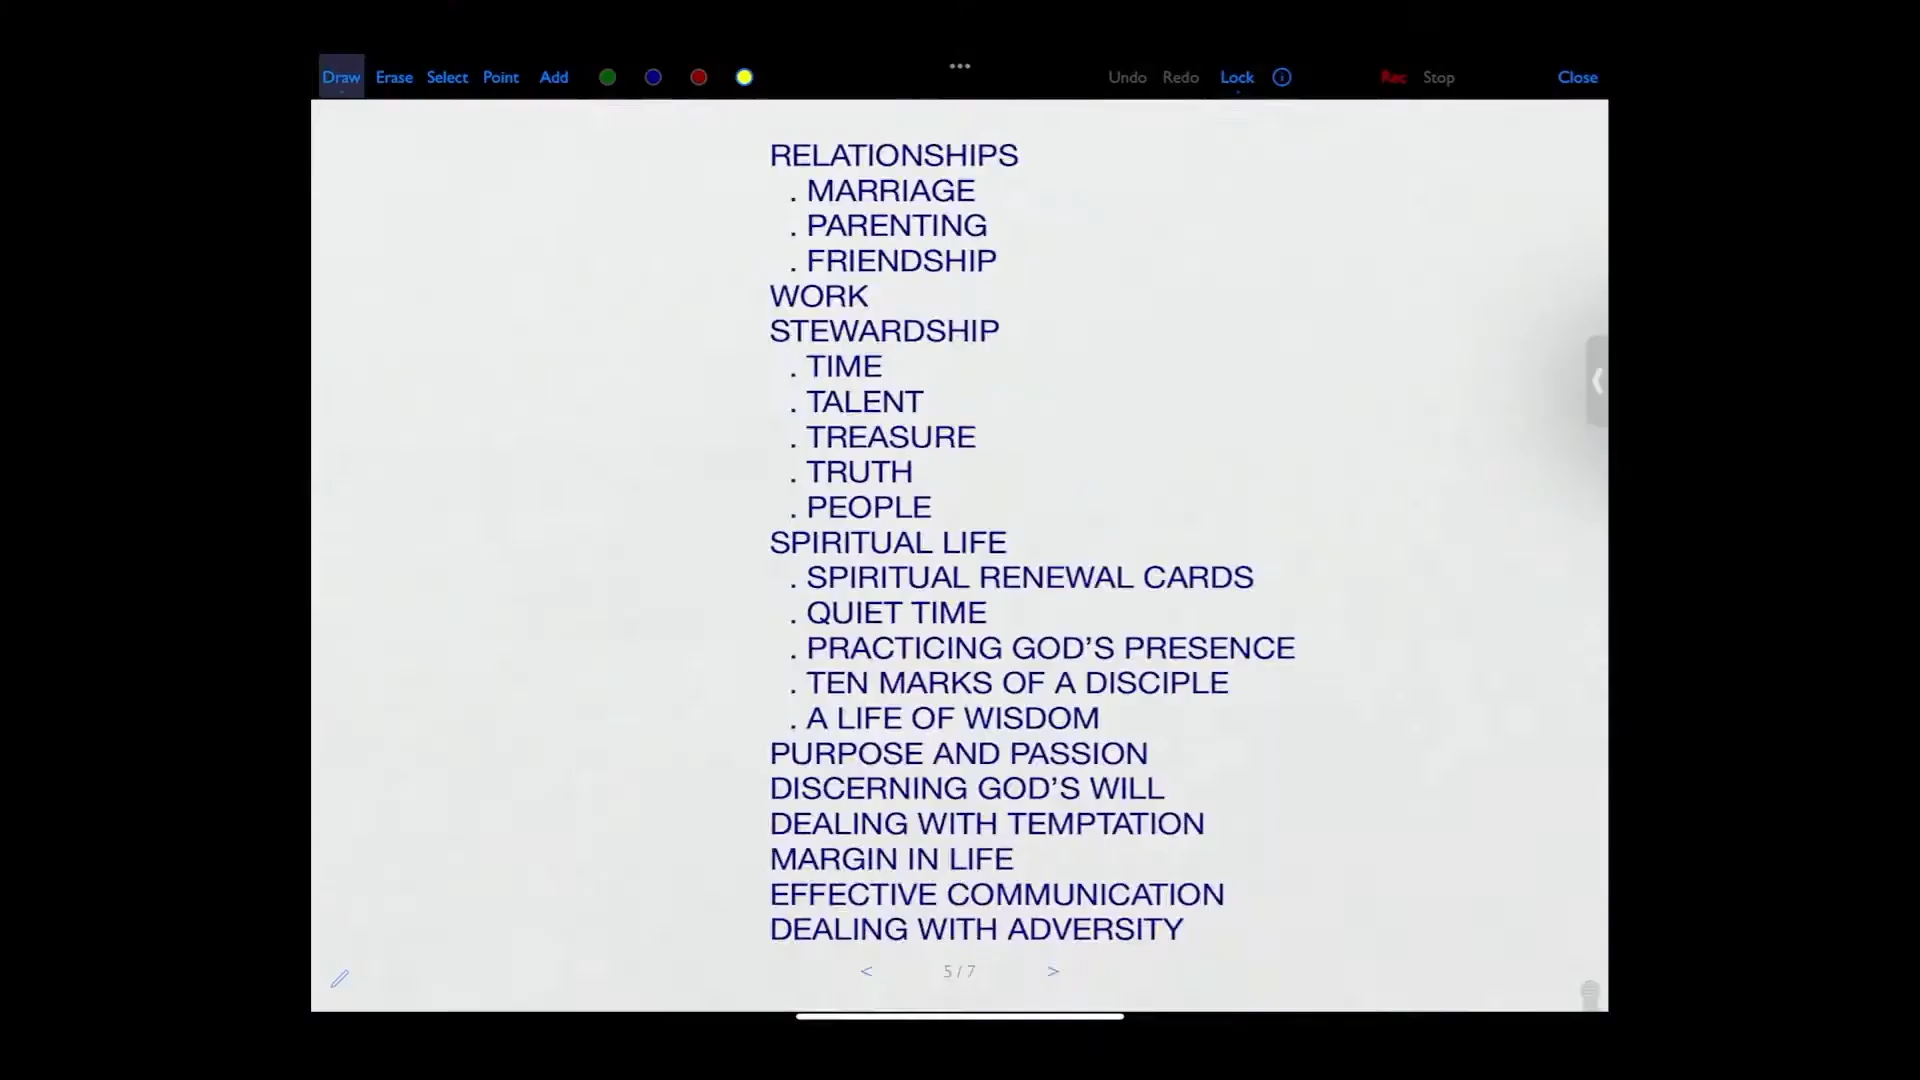 Draw Erase Select Point Add ••• Undo Redo Lock Rec Stop Close
RELATIONSHIPS
. MARRIAGE
. PARENTING
. FRIENDSHIP
WORK
STEWARDSHIP
. TIME
. TALENT
. TREASURE
. TRUTH
. PEOPLE
SPIRITUAL LIFE
. SPIRITUAL RENEWAL CARDS
. QUIET TIME
. PRACTICING GOD’S PRESENCE
. TEN MARKS OF A DISCIPLE
. A LIFE OF WISDOM
PURPOSE AND PASSION
DISCERNING GOD’S WILL
DEALING WITH TEMPTATION
MARGIN IN LIFE
EFFECTIVE COMMUNICATION
DEALING WITH ADVERSITY
< 5 / 7 >